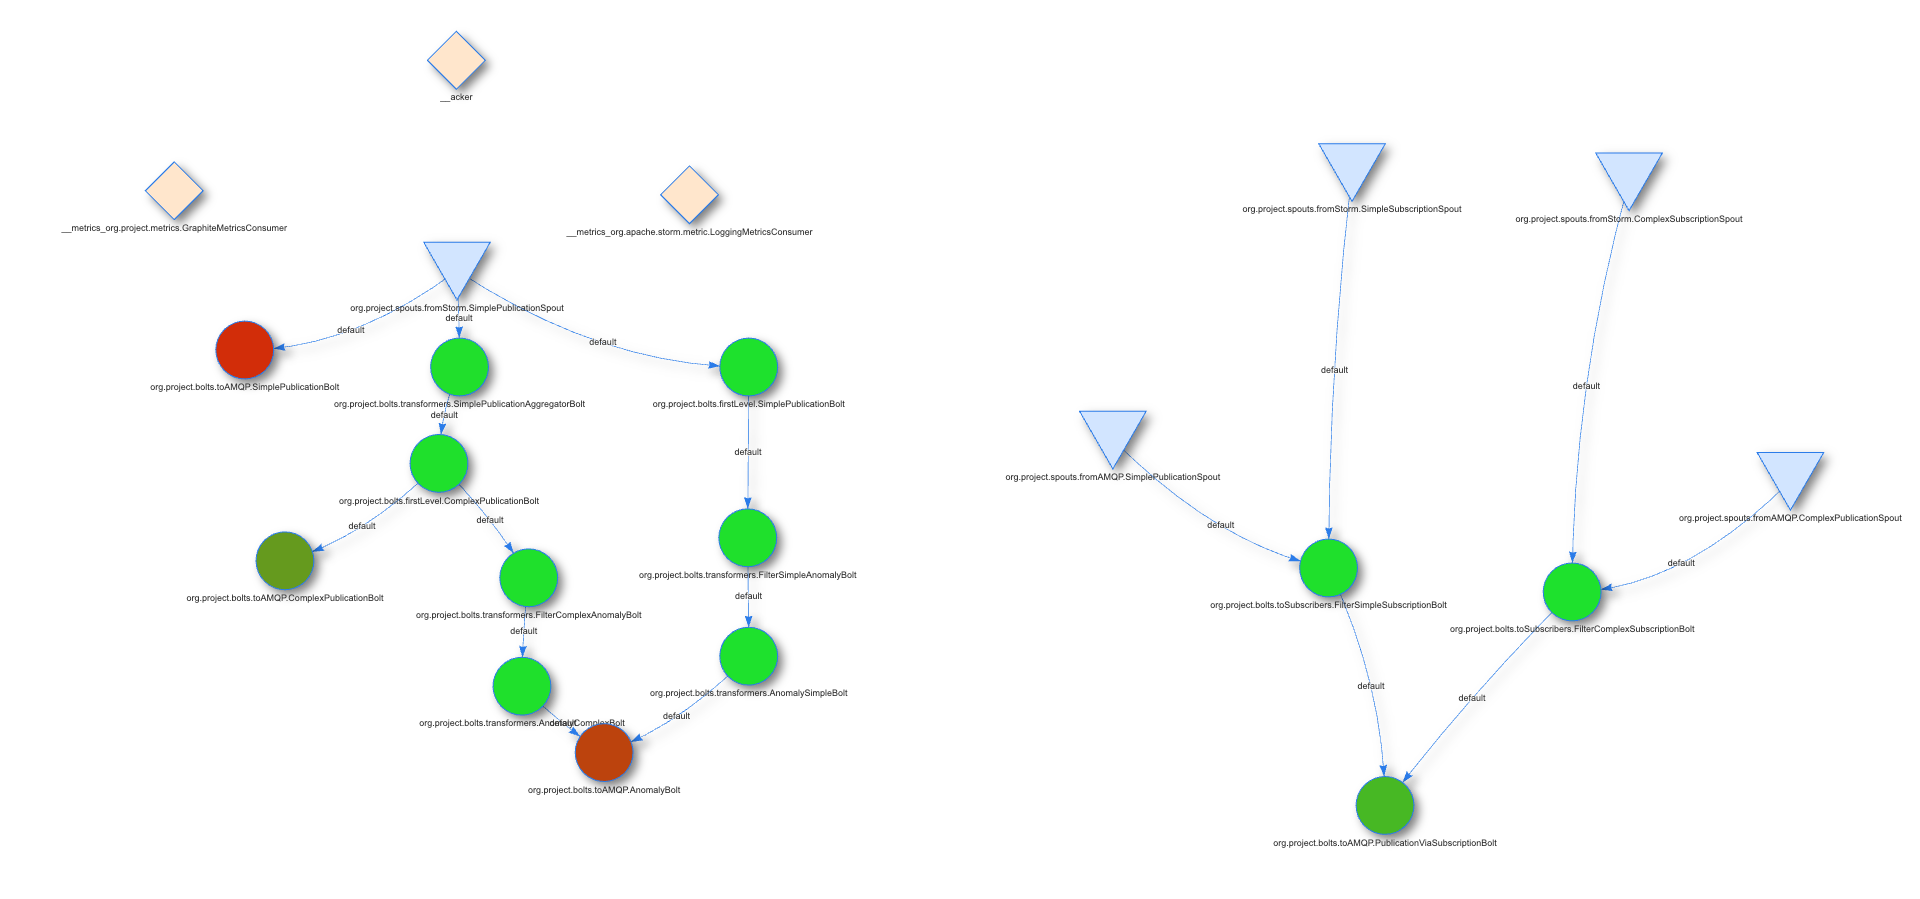 __acker
__metrics_org.project.metrics.GraphiteMetricsConsumer
__metrics_org.apache.storm.metric.LoggingMetricsConsumer
org.project.spouts.fromStorm.SimplePublicationSpout
default
default
default
org.project.bolts.toAMQP.SimplePublicationBolt
org.project.bolts.transformers.SimplePublicationAggregatorBolt
org.project.bolts.firstLevel.SimplePublicationBolt
default
default
org.project.bolts.firstLevel.ComplexPublicationBolt
default
default
org.project.bolts.transformers.FilterSimpleAnomalyBolt
org.project.bolts.toAMQP.ComplexPublicationBolt
default
org.project.bolts.transformers.FilterComplexAnomalyBolt
default
org.project.bolts.transformers.AnomalySimpleBolt
default
org.project.bolts.transformers.AnomalyComplexBolt
default
org.project.bolts.toAMQP.AnomalyBolt
org.project.spouts.fromStorm.SimpleSubscriptionSpout
org.project.spouts.fromStorm.ComplexSubscriptionSpout
default
default
org.project.spouts.fromAMQP.SimplePublicationSpout
org.project.spouts.fromAMQP.ComplexPublicationSpout
default
default
org.project.bolts.toSubscribers.FilterSimpleSubscriptionBolt
org.project.bolts.toSubscribers.FilterComplexSubscriptionBolt
default
default
org.project.bolts.toAMQP.PublicationViaSubscriptionBolt